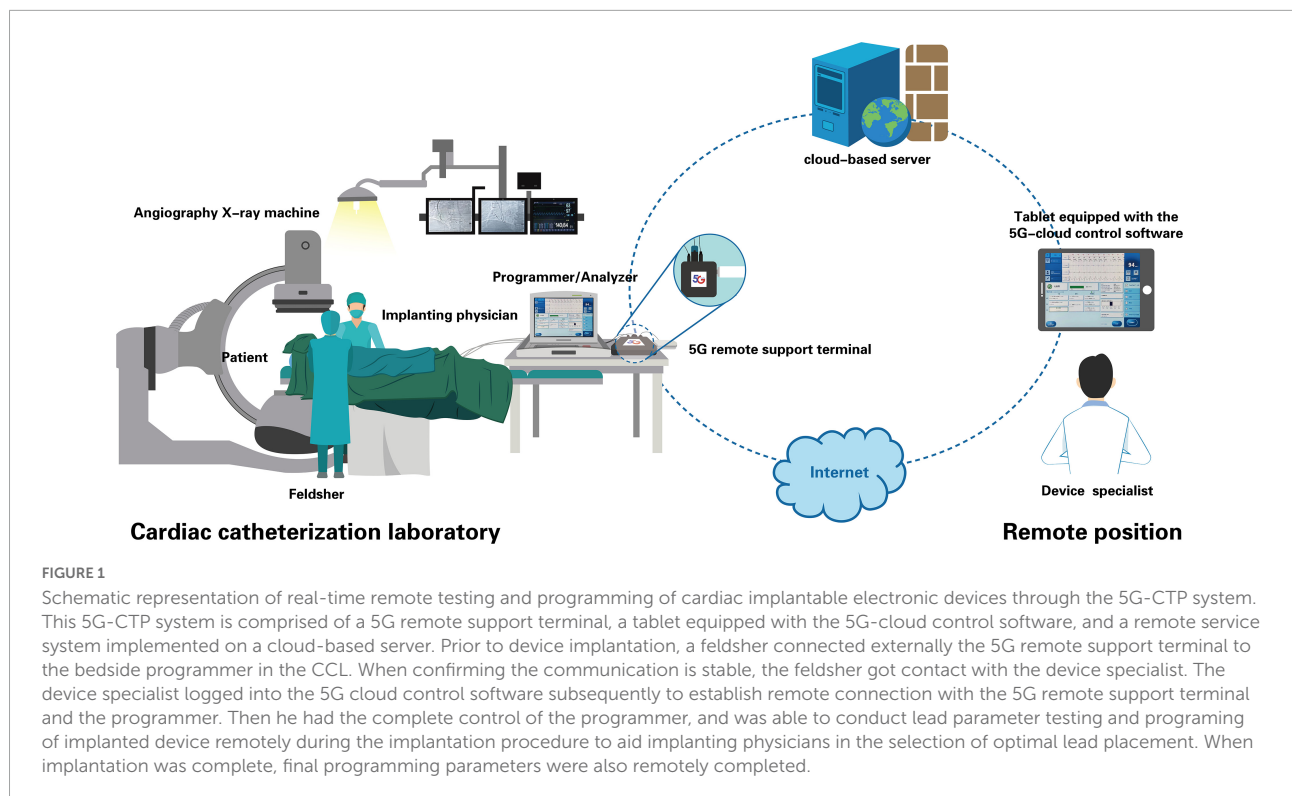 cloud-based server
Angiography X-ray machine
Tablet equipped with the
5G-cloud control software
Programmer/Analyzer
5G
Implanting physician
5G remote support terminal
Patient
5G
Internet
Feldsher
Device specialist
Cardiac catheterization laboratory
Remote position
FIGURE 1
Schematic representation of real-time remote testing and programming of cardiac implantable electronic devices through the 5G-CTP system.
This 5G-CTP system is comprised of a 5G remote support terminal, a tablet equipped with the 5G-cloud control software, and a remote service
system implemented on a cloud-based server. Prior to device implantation, a feldsher connected externally the 5G remote support terminal to
the bedside programmer in the CCL. When confirming the communication is stable, the feldsher got contact with the device specialist. The
device specialist logged into the 5G cloud control software subsequently to establish remote connection with the 5G remote support terminal
and the programmer. Then he had the complete control of the programmer, and was able to conduct lead parameter testing and programing
of implanted device remotely during the implantation procedure to aid implanting physicians in the selection of optimal lead placement. When
implantation was complete, final programming parameters were also remotely completed.